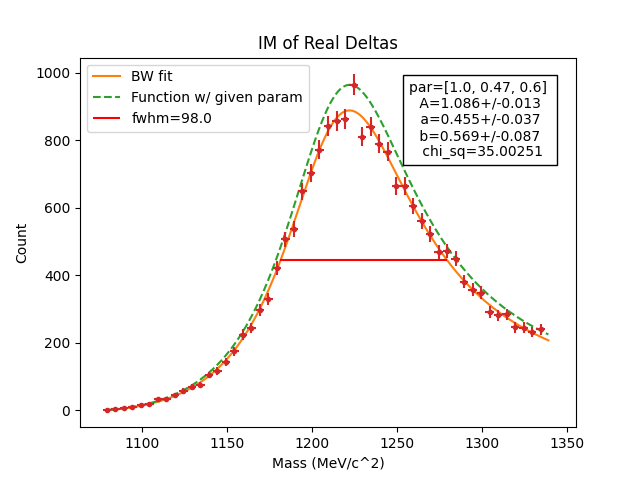 IM of Real Deltas
BW fit
Function w/ given param
fwhm=98.0
par=[1.0, 0.47, 0.6]
A=1.086+/-0.013
a=0.455+/-0.037
b=0.569+/-0.087
chi_sq=35.00251
Count
1000
800
600
400
200
0
1100
1150
1200
1250
1300
1350
Mass (MeV/c^2)